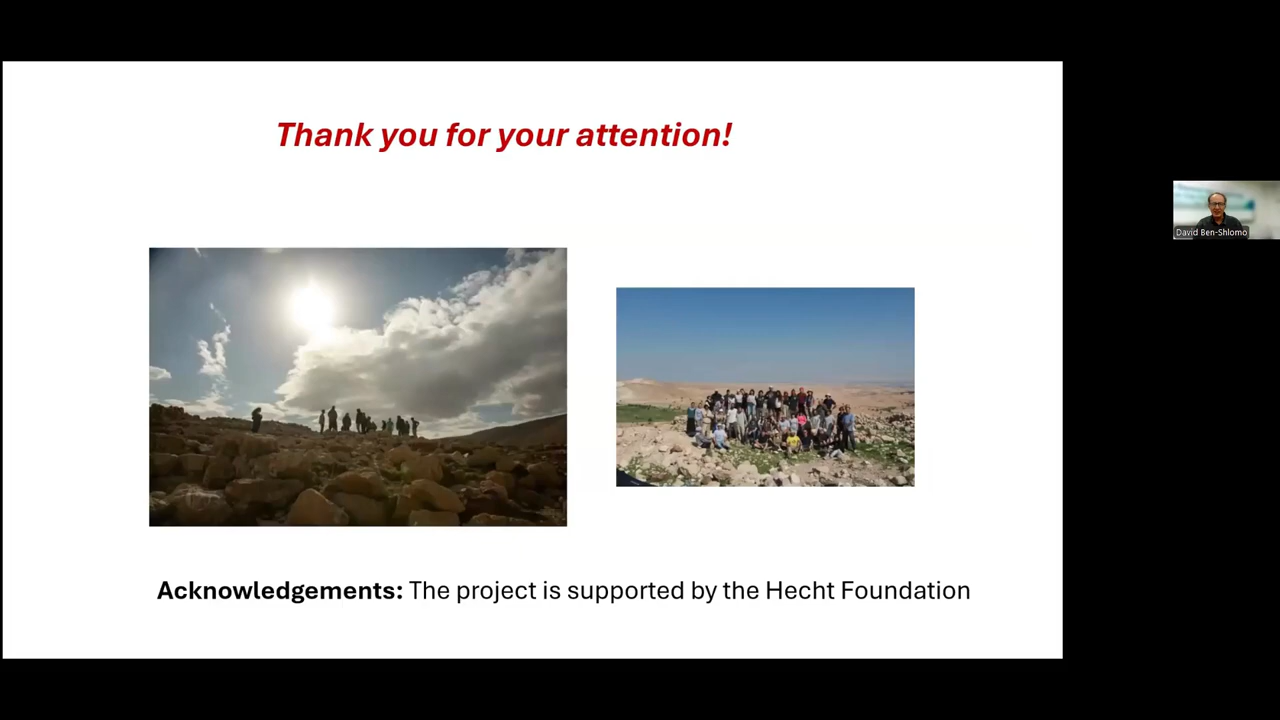 Thank you for your attention!
David Ben-Shlomo
Acknowledgements: The project is supported by the Hecht Foundation